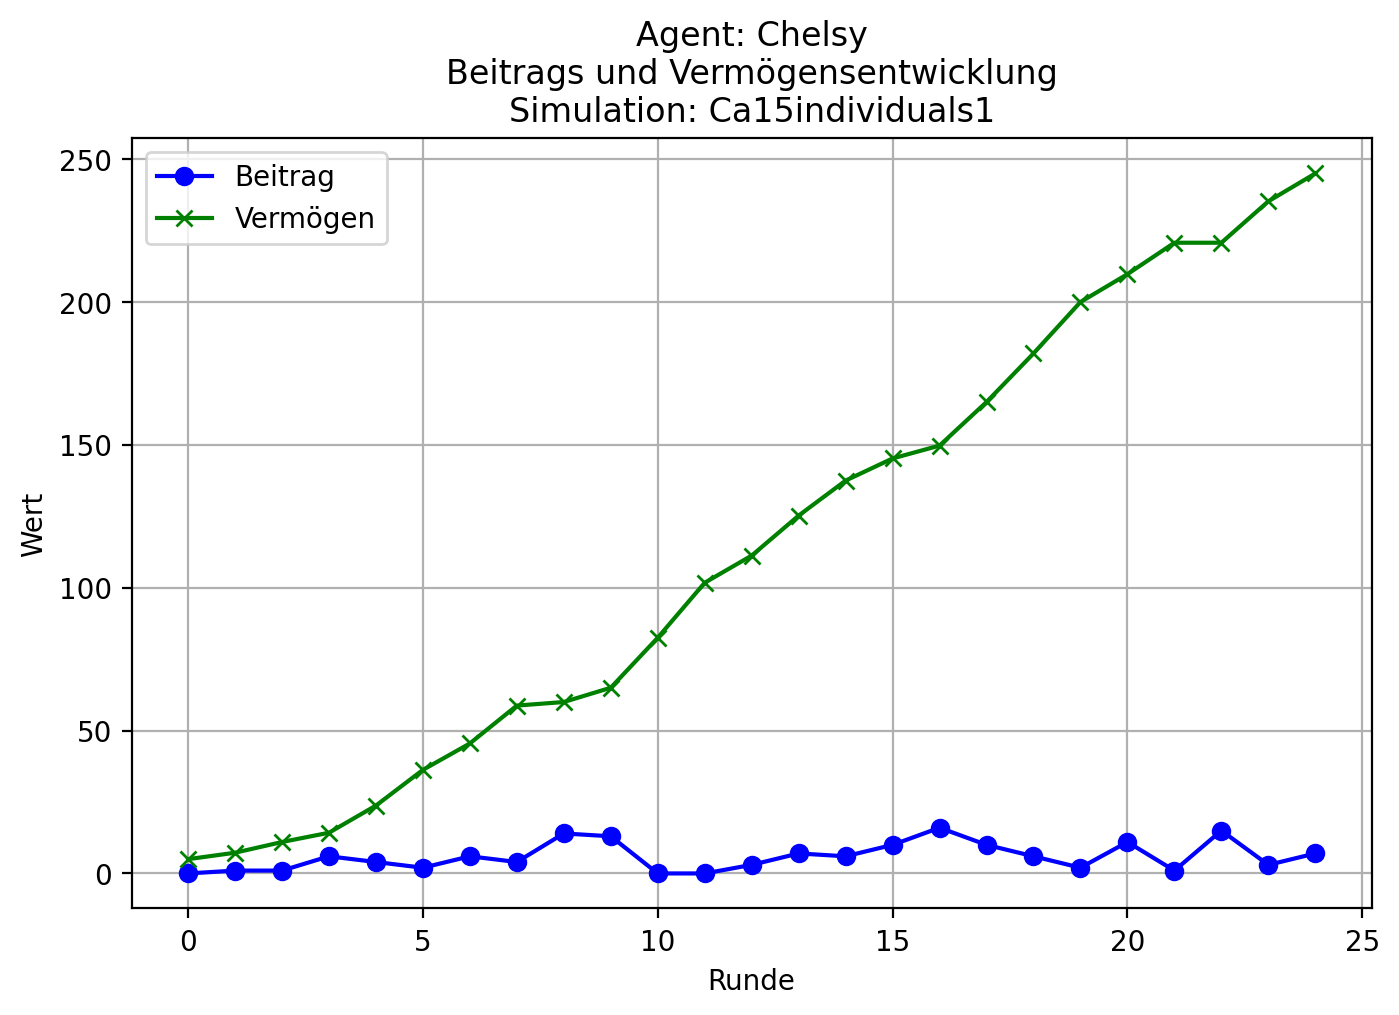 Agent: Chelsy
Beitrags und Vermögensentwicklung
Simulation: Ca15individuals1
Beitrag
Vermögen
250
200
150
100
50
0
Wert
0 5 10 15 20 25
Runde